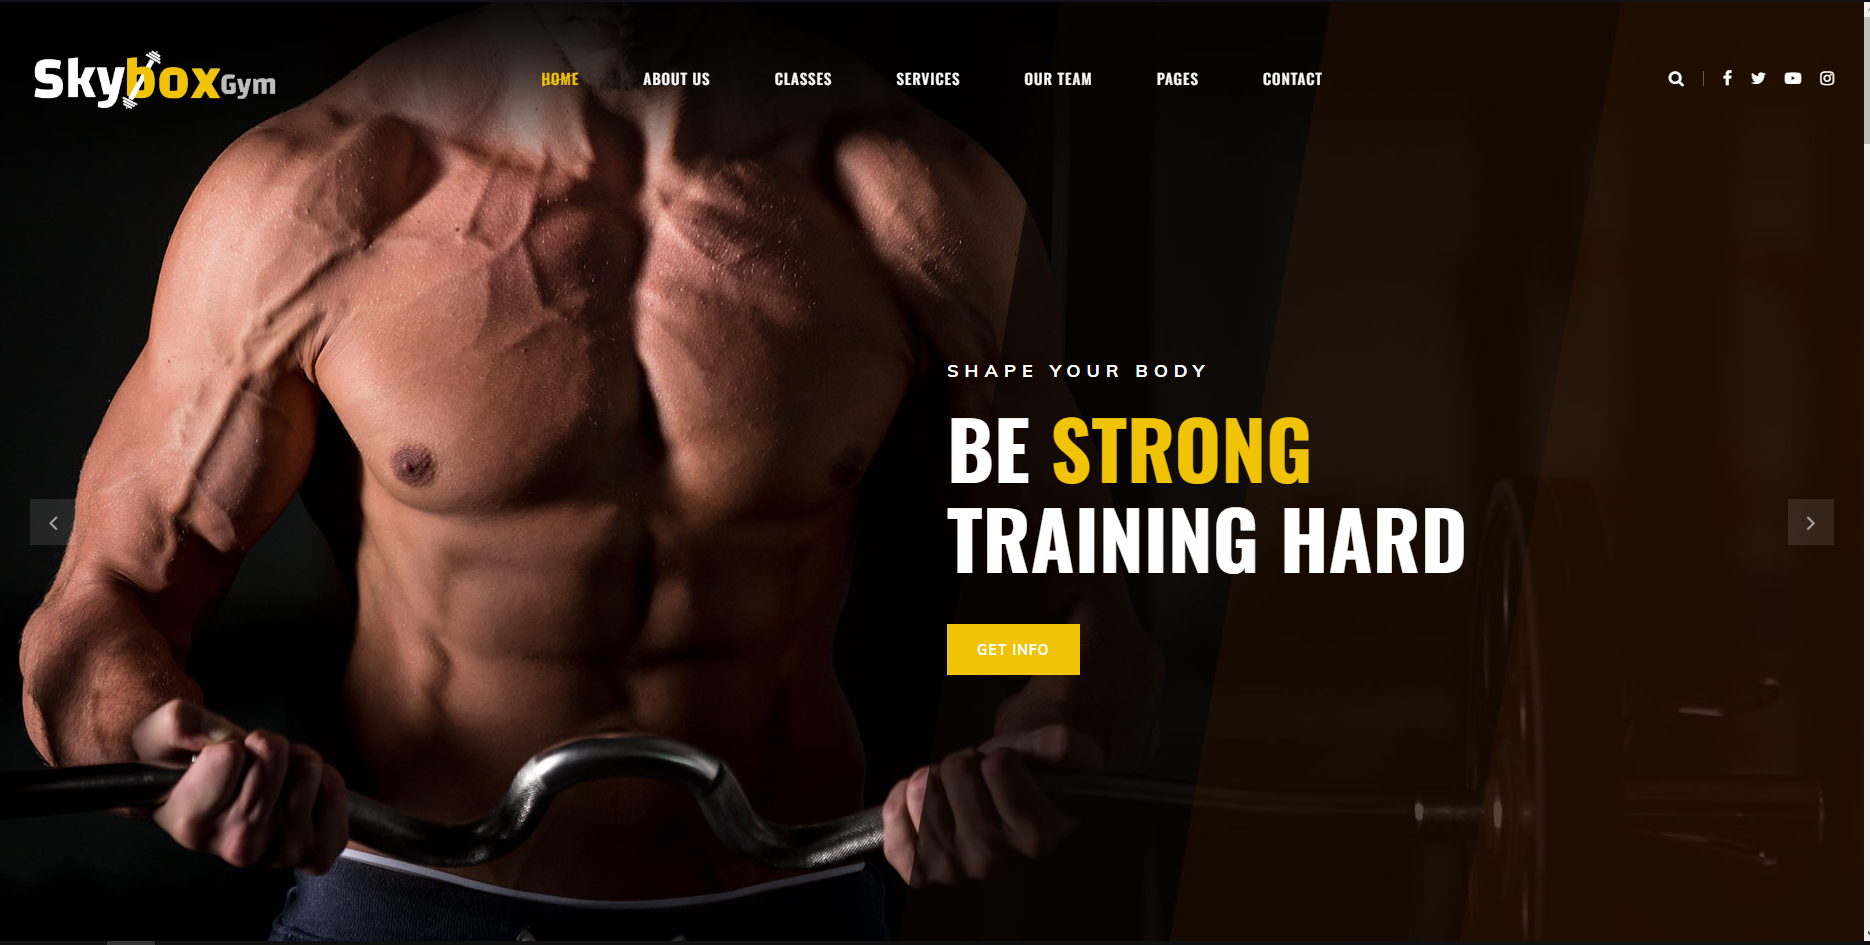 SkyboxGym
HOME ABOUT US CLASSES SERVICES OUR TEAM PAGES CONTACT
SHAPE YOUR BODY
BE STRONG
TRAINING HARD
GET INFO